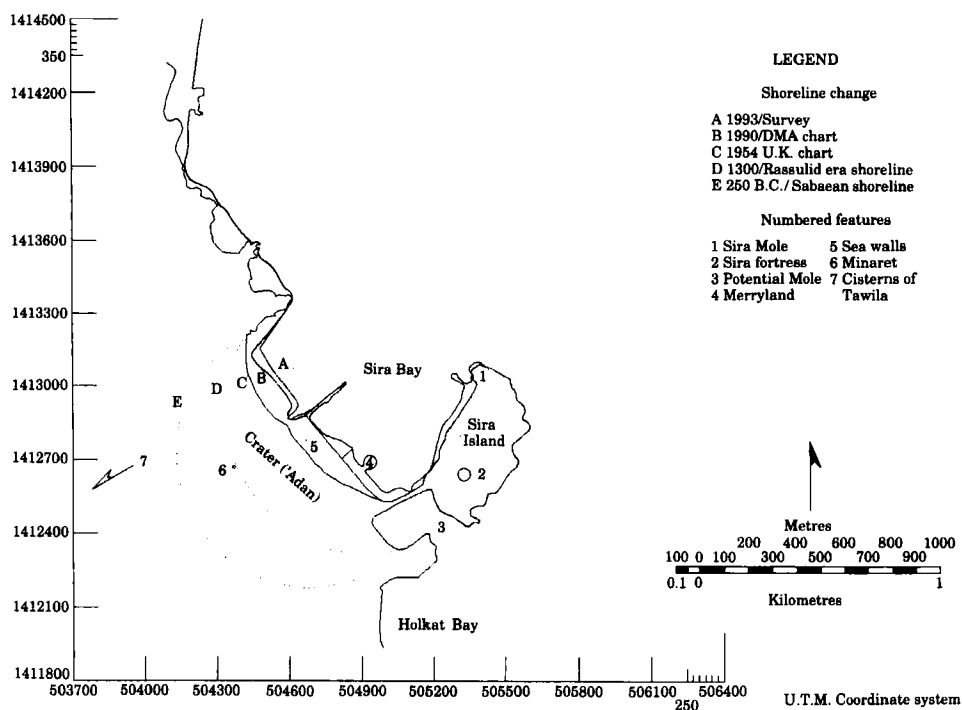 1414500
350
1414200
1413900
1413600
1413300
1413000
1412700
1412400
1412100
1411800
503700 504000 504300 504600 504900 505200 505500 505800 506100 506400
250
U.T.M. Coordinate system
LEGEND
Shoreline change
A 1993/Survey
B 1990/DMA chart
C 1954 U.K. chart
D 1300/Rassulid era shoreline
E 250 B.C./ Sabaean shoreline
Numbered features
1 Sira Mole 5 Sea walls
2 Sira fortress 6 Minaret
3 Potential Mole 7 Cisterns of
4 Merryland Tawila
A
B
C
D
E
Sira Bay
1
Sira
Island
2
3
4
5
6
7
Crater ('Adan)
Holkat Bay
Metres
100 0 200 400 600 800 1000
100 300 500 700 900
0.1 0 1
Kilometres